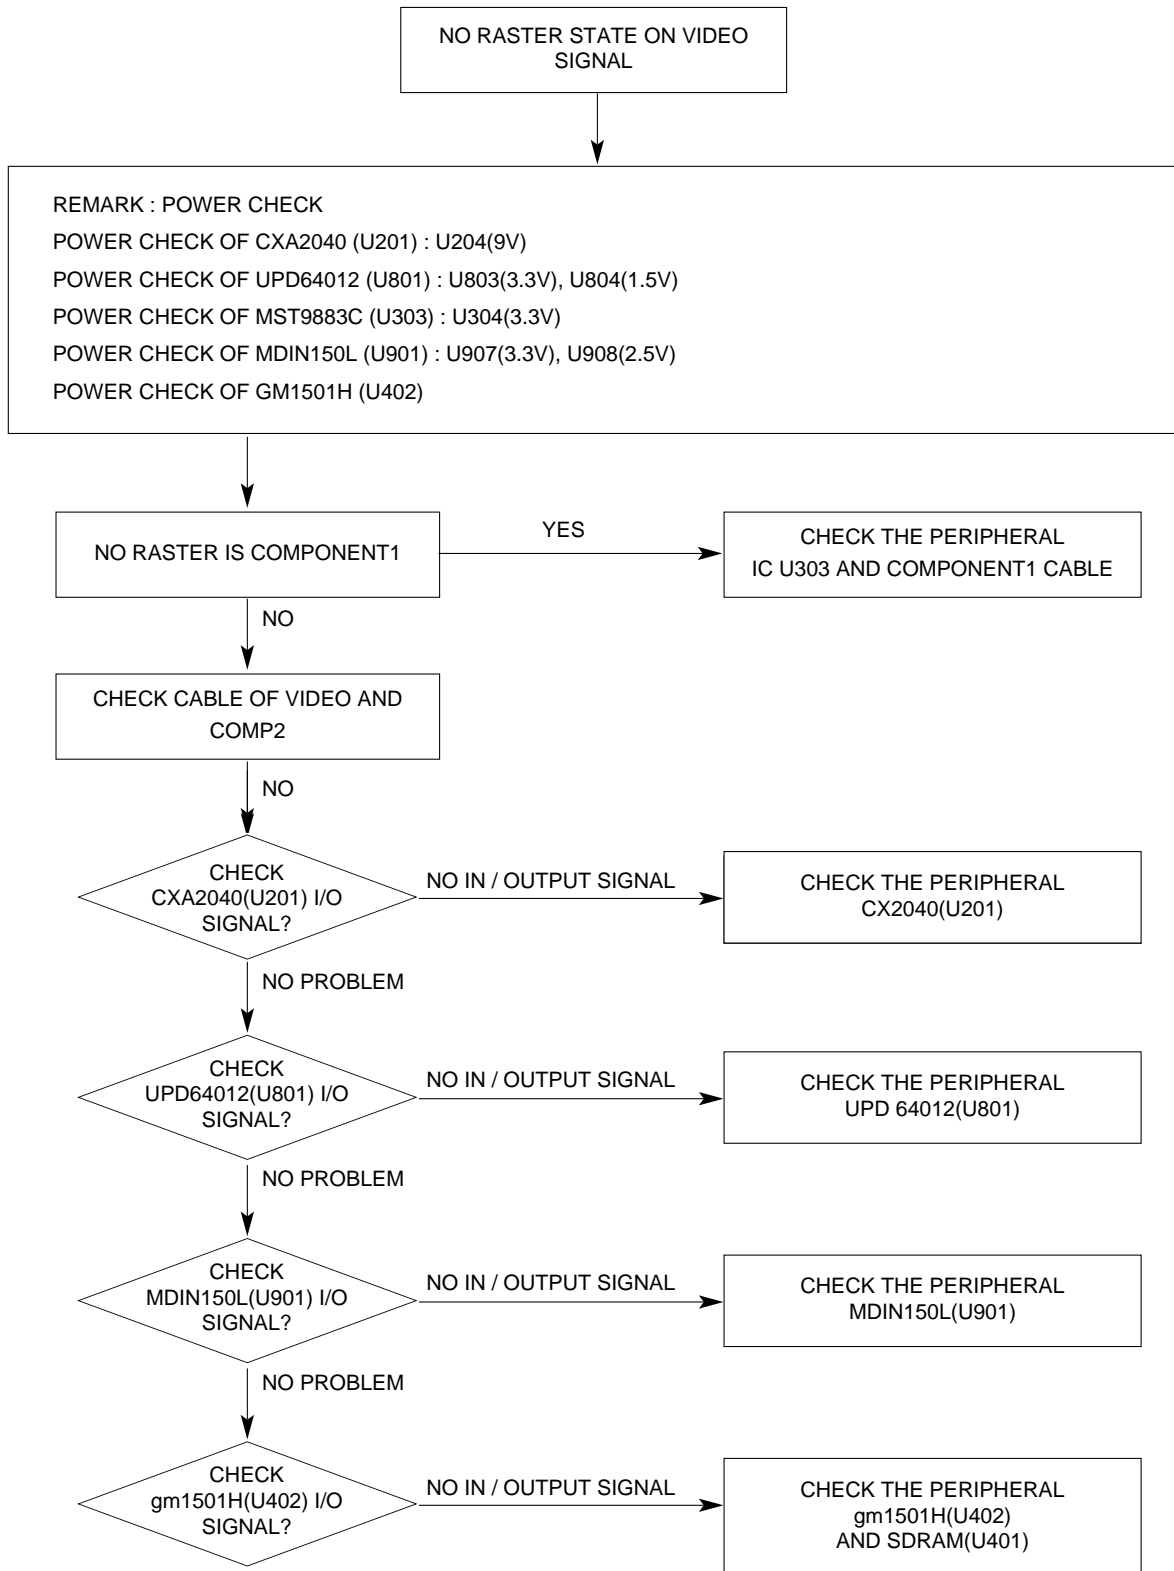 NO RASTER STATE ON VIDEO
SIGNAL
REMARK : POWER CHECK
POWER CHECK OF CXA2040 (U201) : U204(9V)
POWER CHECK OF UPD64012 (U801) : U803(3.3V), U804(1.5V)
POWER CHECK OF MST9883C (U303) : U304(3.3V)
POWER CHECK OF MDIN150L (U901) : U907(3.3V), U908(2.5V)
POWER CHECK OF GM1501H (U402)
NO RASTER IS COMPONENT1
YES
CHECK THE PERIPHERAL
IC U303 AND COMPONENT1 CABLE
NO
CHECK CABLE OF VIDEO AND
COMP2
NO
CHECK
CXA2040(U201) I/O
SIGNAL?
NO IN / OUTPUT SIGNAL
CHECK THE PERIPHERAL
CX2040(U201)
NO PROBLEM
CHECK
UPD64012(U801) I/O
SIGNAL?
NO IN / OUTPUT SIGNAL
CHECK THE PERIPHERAL
UPD 64012(U801)
NO PROBLEM
CHECK
MDIN150L(U901) I/O
SIGNAL?
NO IN / OUTPUT SIGNAL
CHECK THE PERIPHERAL
MDIN150L(U901)
NO PROBLEM
CHECK
gm1501H(U402) I/O
SIGNAL?
NO IN / OUTPUT SIGNAL
CHECK THE PERIPHERAL
gm1501H(U402)
AND SDRAM(U401)